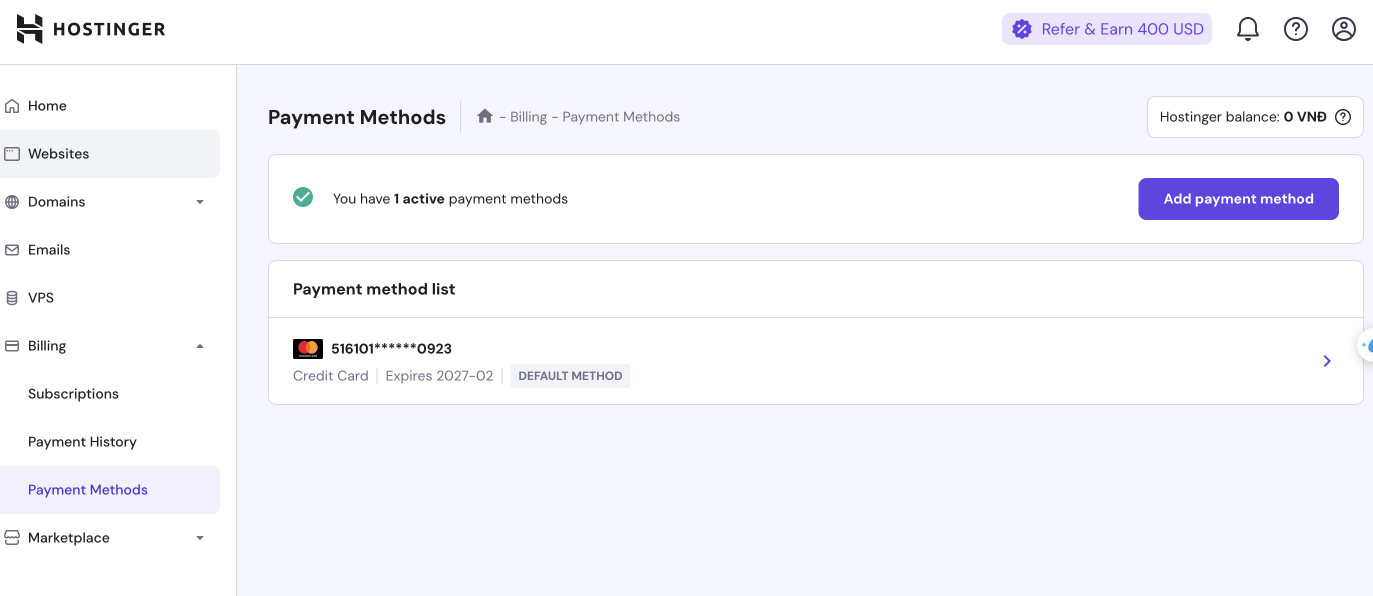 HOSTINGER
Refer & Earn 400 USD
Home
Websites
Domains
Emails
VPS
Billing
Subscriptions
Payment History
Payment Methods
Marketplace
Payment Methods
- Billing - Payment Methods
Hostinger balance: 0 VNĐ
You have 1 active payment methods
Add payment method
Payment method list
516101******0923
Credit Card
Expires 2027-02
DEFAULT METHOD